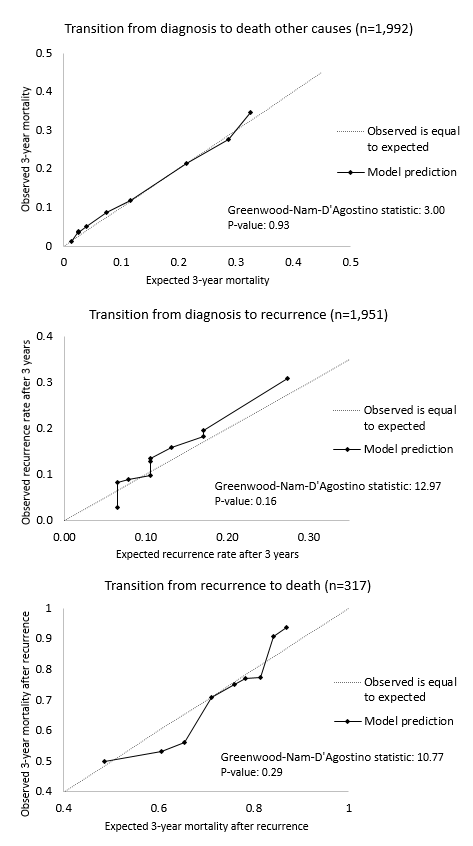 Transition from diagnosis to death other causes (n=1,992)
Observed 3-year mortality
0.5
0.4
0.3
0.2
0.1
0
0 0.1 0.2 0.3 0.4 0.5
Expected 3-year mortality
Observed is equal
to expected
Model prediction
Greenwood-Nam-D'Agostino statistic: 3.00
P-value: 0.93
Transition from diagnosis to recurrence (n=1,951)
Observed recurrence rate after 3 years
0.4
0.3
0.2
0.1
0.0
0.00 0.10 0.20 0.30
Expected recurrence rate after 3 years
Observed is equal
to expected
Model prediction
Greenwood-Nam-D'Agostino statistic: 12.97
P-value: 0.16
Transition from recurrence to death (n=317)
Observed 3-year mortality after recurrence
1
0.9
0.8
0.7
0.6
0.5
0.4
0.4 0.6 0.8 1
Expected 3-year mortality after recurrence
Observed is equal
to expected
Model prediction
Greenwood-Nam-D'Agostino statistic: 10.77
P-value: 0.29